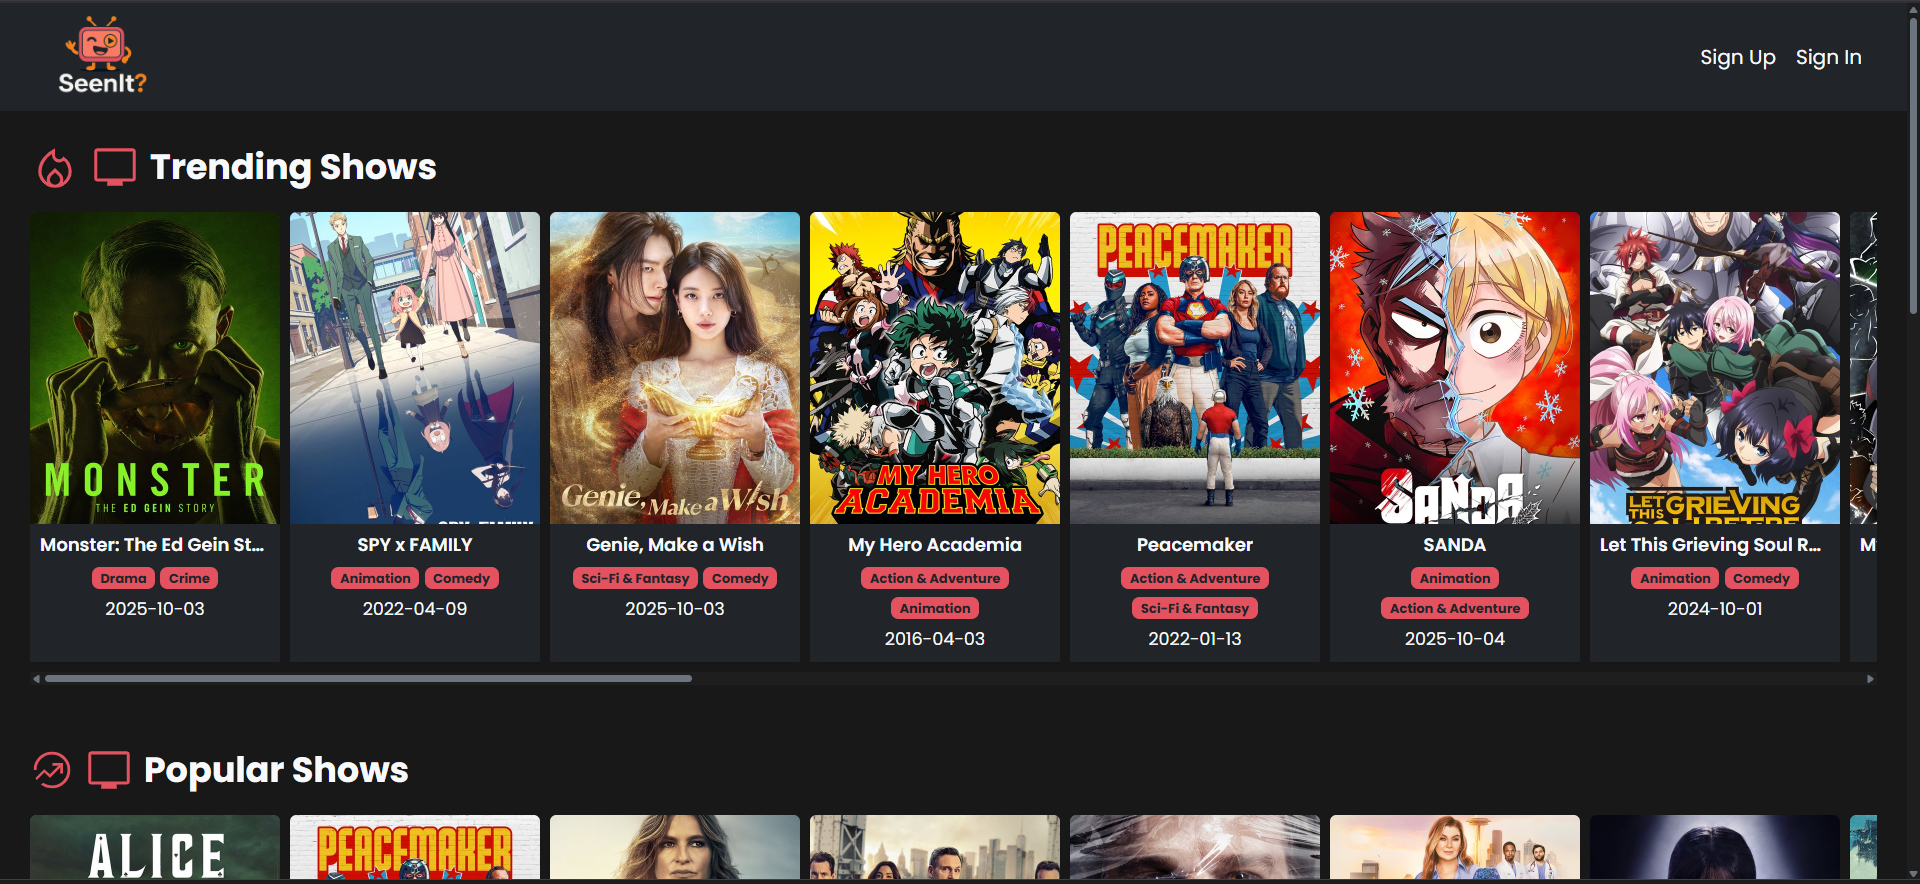 SeenIt?
Sign Up Sign In
Trending Shows
MONSTER
THE ED GEIN STORY
Genie, Make a Wish
MY HERO
ACADEMIA
PEACEMAKER
SANDA
LET THIS GRIEVING
Monster: The Ed Gein St...
Drama Crime
2025-10-03
SPY x FAMILY
Animation Comedy
2022-04-09
Genie, Make a Wish
Sci-Fi & Fantasy Comedy
2025-10-03
My Hero Academia
Action & Adventure
Animation
2016-04-03
Peacemaker
Action & Adventure
Sci-Fi & Fantasy
2022-01-13
SANDA
Animation
Action & Adventure
2025-10-04
Let This Grieving Soul R...
Animation Comedy
2024-10-01
Popular Shows
ALICE
PEACEMAKER